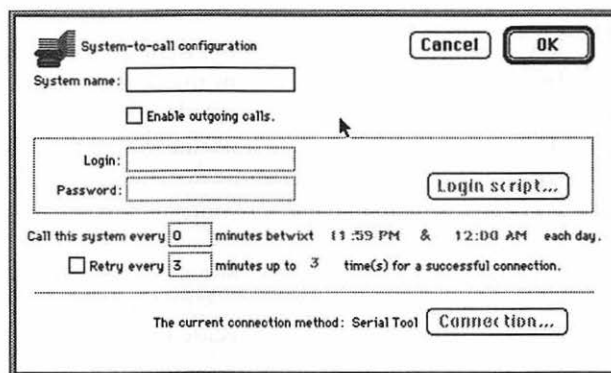 System-to-call configuration Cancel OK
System name:
Enable outgoing calls.
Login:
Password: Login script...
Call this system every 0 minutes betwixt 11:59 PM & 12:00 AM each day.
Retry every 3 minutes up to 3 time(s) for a successful connection.
The current connection method: Serial Tool Connection...